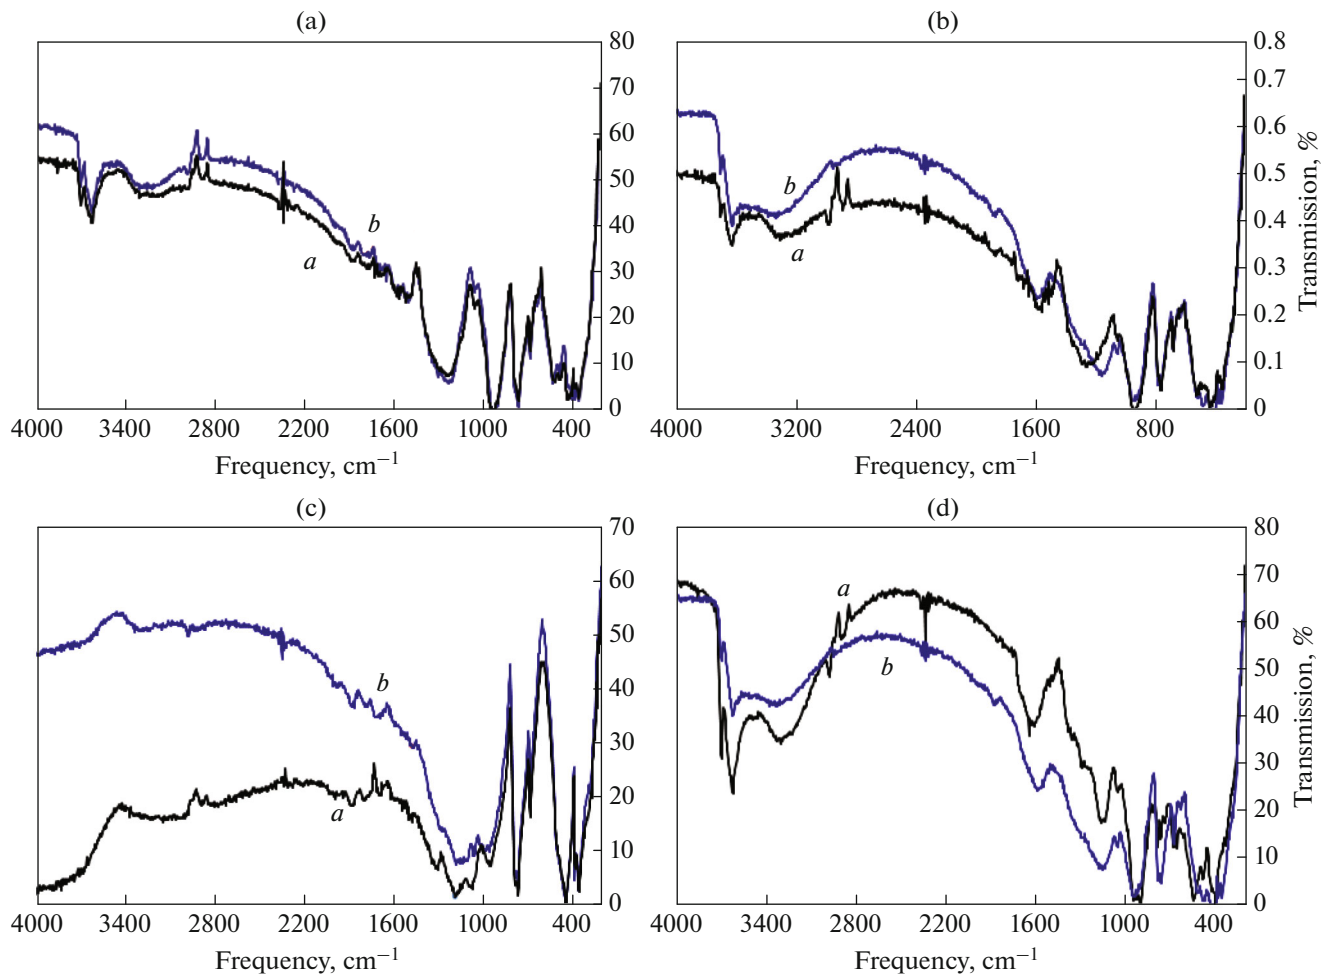 (a)
80
70
60
50
40
30
20
10
0
b
a
4000 3400 2800 2200 1600 1000 400
Frequency, cm−1
(b)
0.8
0.7
0.6
0.5
0.4
0.3
0.2
0.1
0
Transmission, %
b
a
4000 3200 2400 1600 800
Frequency, cm−1
(c)
70
60
50
40
30
20
10
0
b
a
4000 3400 2800 2200 1600 1000 400
Frequency, cm−1
(d)
80
70
60
50
40
30
20
10
0
Transmission, %
a
b
4000 3400 2800 2200 1600 1000 400
Frequency, cm−1